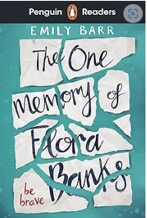 Penguin Readers
EMILY BARR
The One
memory of
Flora
Banks
be
brave